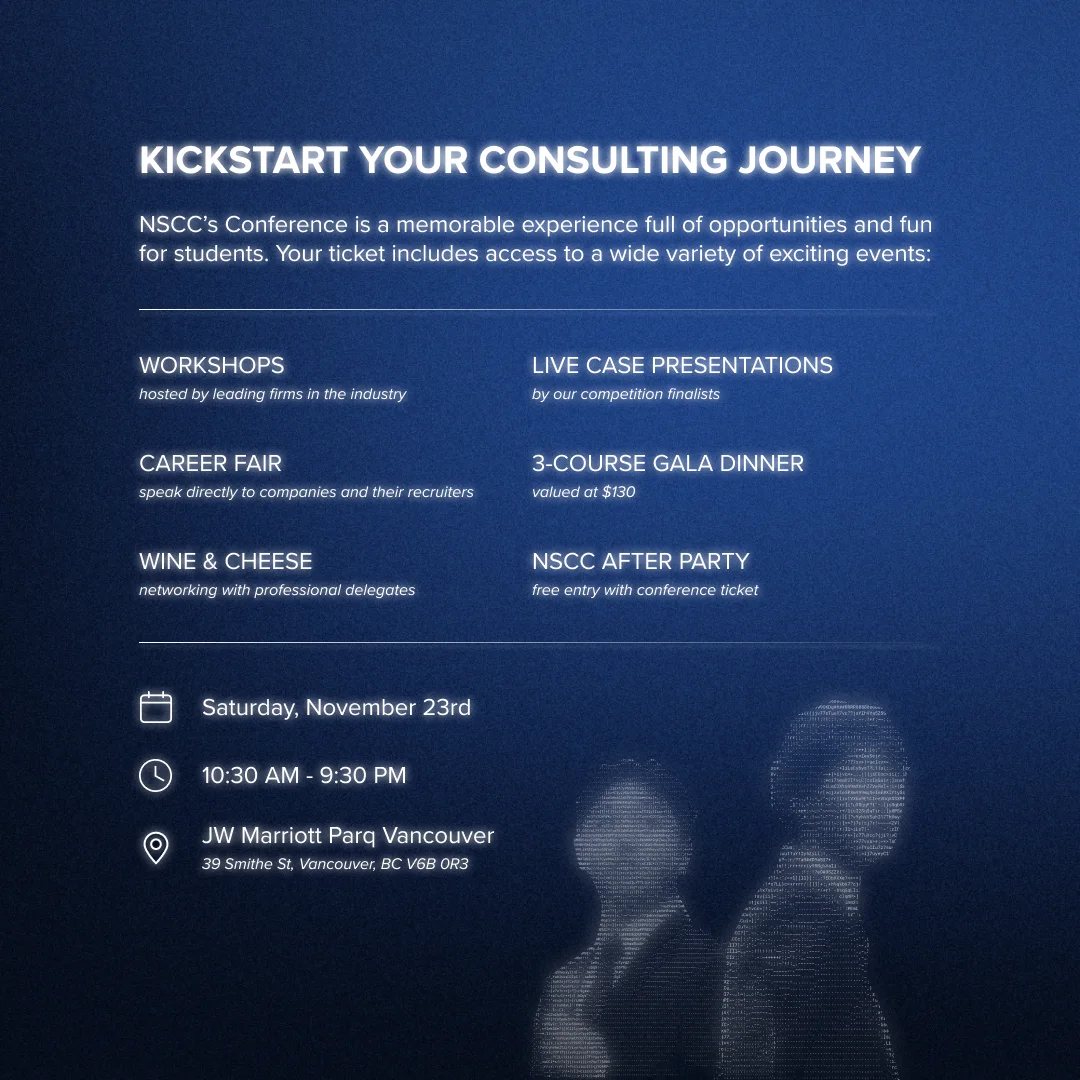 KICKSTART YOUR CONSULTING JOURNEY
NSCC’s Conference is a memorable experience full of opportunities and fun
for students. Your ticket includes access to a wide variety of exciting events:
WORKSHOPS
hosted by leading firms in the industry
LIVE CASE PRESENTATIONS
by our competition finalists
CAREER FAIR
speak directly to companies and their recruiters
3-COURSE GALA DINNER
valued at $130
WINE & CHEESE
networking with professional delegates
NSCC AFTER PARTY
free entry with conference ticket
Saturday, November 23rd
10:30 AM - 9:30 PM
JW Marriott Parq Vancouver
39 Smithe St, Vancouver, BC V6B 0R3